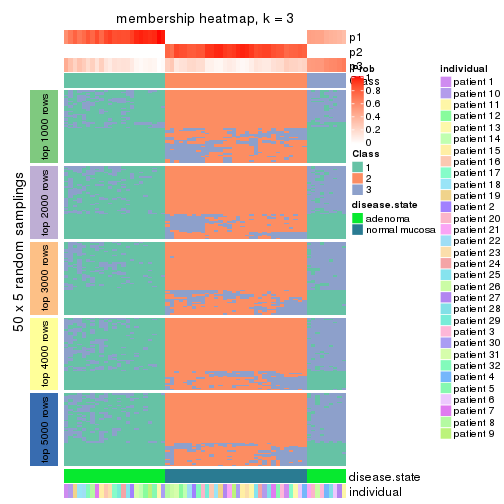 membership heatmap, k = 3
p1
p2
p3
Prob
1
0.8
0.6
0.4
0.2
0
Class
Class
1
2
3
disease.state
adenoma
normal mucosa
individual
patient 1
patient 10
patient 11
patient 12
patient 13
patient 14
patient 15
patient 16
patient 17
patient 18
patient 19
patient 2
patient 20
patient 21
patient 22
patient 23
patient 24
patient 25
patient 26
patient 27
patient 28
patient 29
patient 3
patient 30
patient 31
patient 32
patient 4
patient 5
patient 6
patient 7
patient 8
patient 9
50 x 5 random samplings
top 1000 rows
top 2000 rows
top 3000 rows
top 4000 rows
top 5000 rows
disease.state
individual